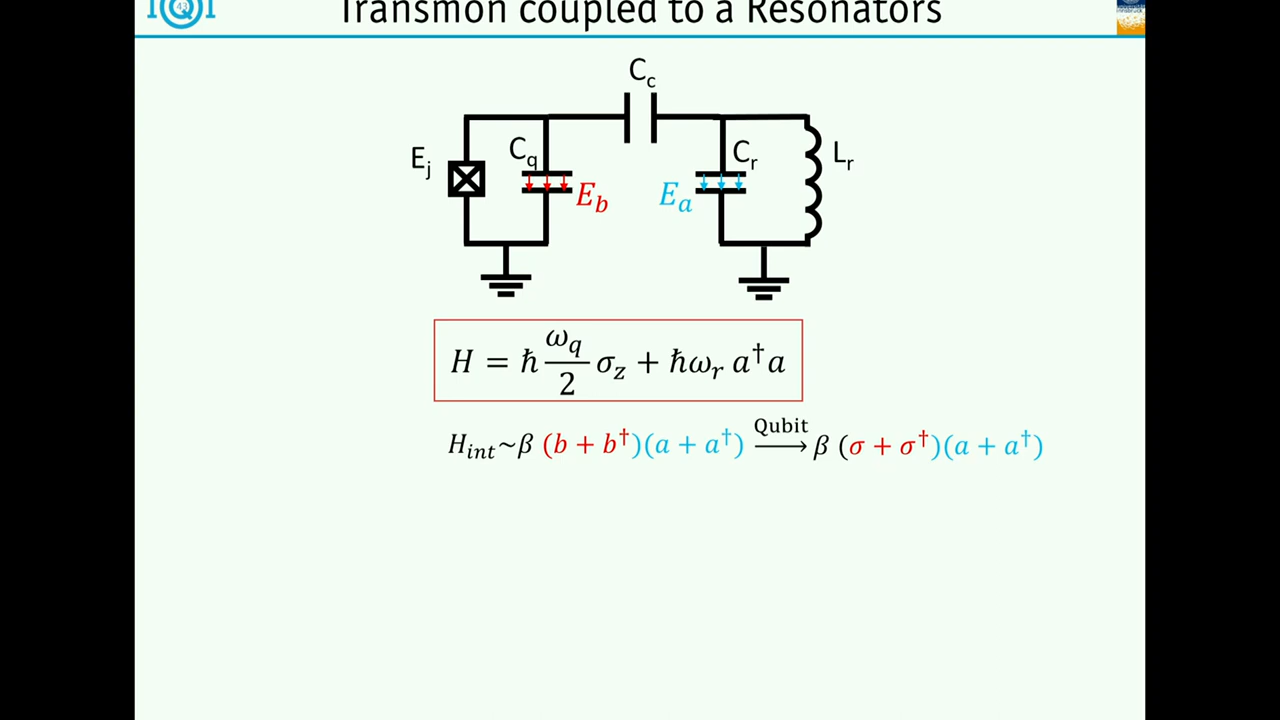 Transmon coupled to a Resonators
C_c
E_j
C_q
E_b
E_a
C_r
L_r
H = ℏ ω_q/2 σ_z + ℏω_r a†a
H_int~β (b + b†)(a + a†) →(Qubit) β (σ + σ†)(a + a†)